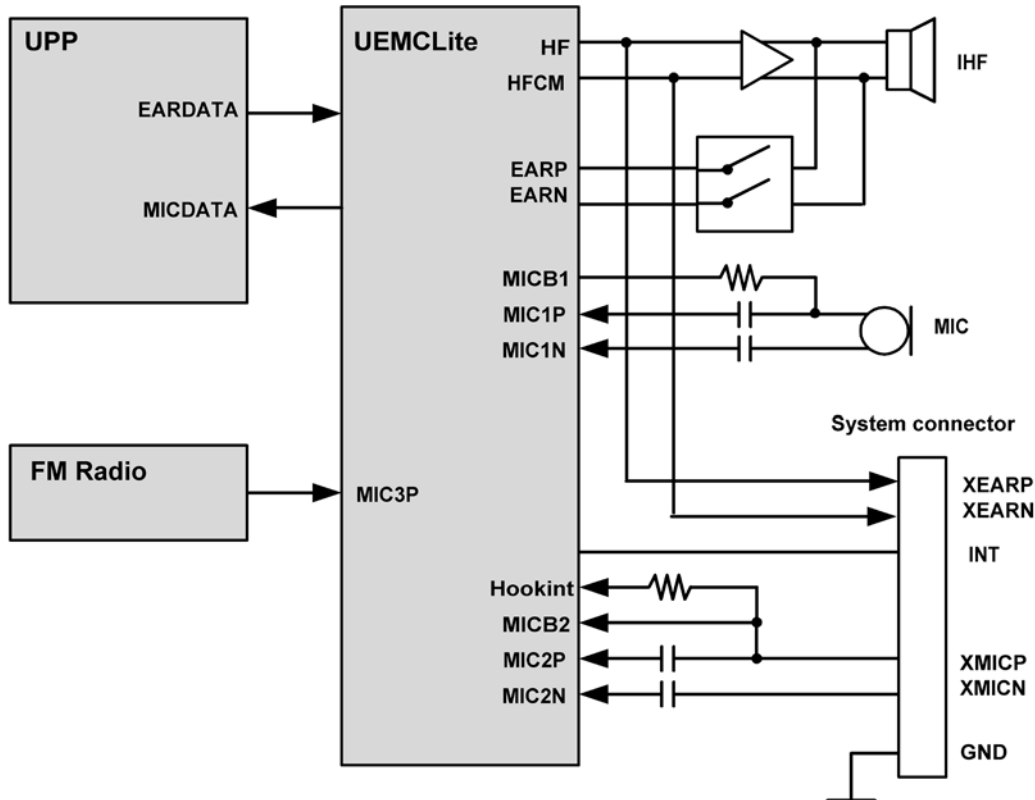 UPP
EARDATA
MICDATA
FM Radio
UEMCLite
HF
HFCM
EARP
EARN
MICB1
MIC1P
MIC1N
MIC3P
Hookint
MICB2
MIC2P
MIC2N
IHF
MIC
System connector
XEARP
XEARN
INT
XMICP
XMICN
GND